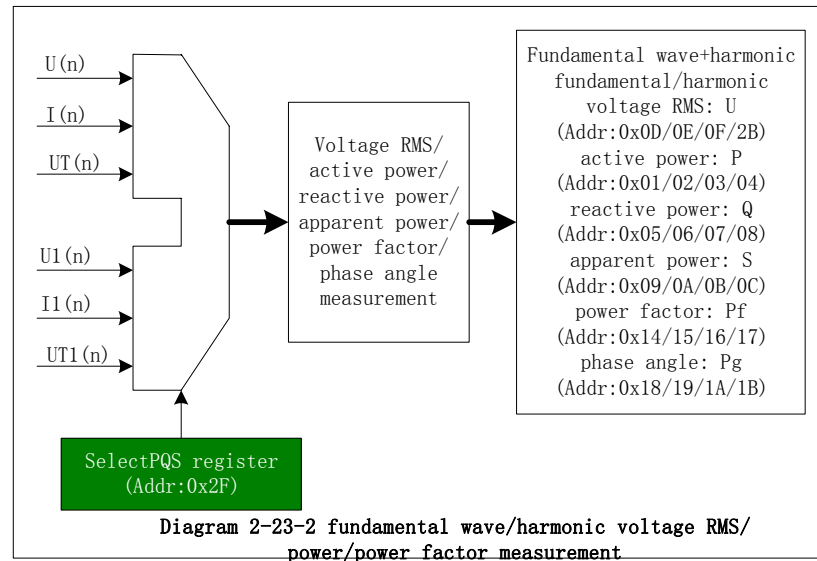 U(n)
I(n)
UT(n)
U1(n)
I1(n)
UT1(n)
SelectPQS register
(Addr:0x2F)
Voltage RMS/
active power/
reactive power/
apparent power/
power factor/
phase angle
measurement
Fundamental wave+harmonic
fundamental/harmonic
voltage RMS: U
(Addr:0x0D/0E/0F/2B)
active power: P
(Addr:0x01/02/03/04)
reactive power: Q
(Addr:0x05/06/07/08)
apparent power: S
(Addr:0x09/0A/0B/0C)
power factor: Pf
(Addr:0x14/15/16/17)
phase angle: Pg
(Addr:0x18/19/1A/1B)
Diagram 2-23-2 fundamental wave/harmonic voltage RMS/
power/power factor measurement